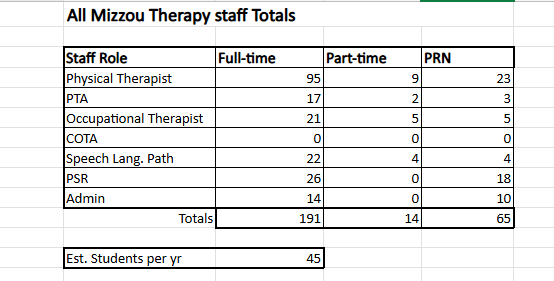 All Mizzou Therapy staff Totals
Staff Role Full-time Part-time PRN
Physical Therapist 95 9 23
PTA 17 2 3
Occupational Therapist 21 5 5
COTA 0 0 0
Speech Lang. Path 22 4 4
PSR 26 0 18
Admin 14 0 10
Totals 191 14 65
Est. Students per yr 45